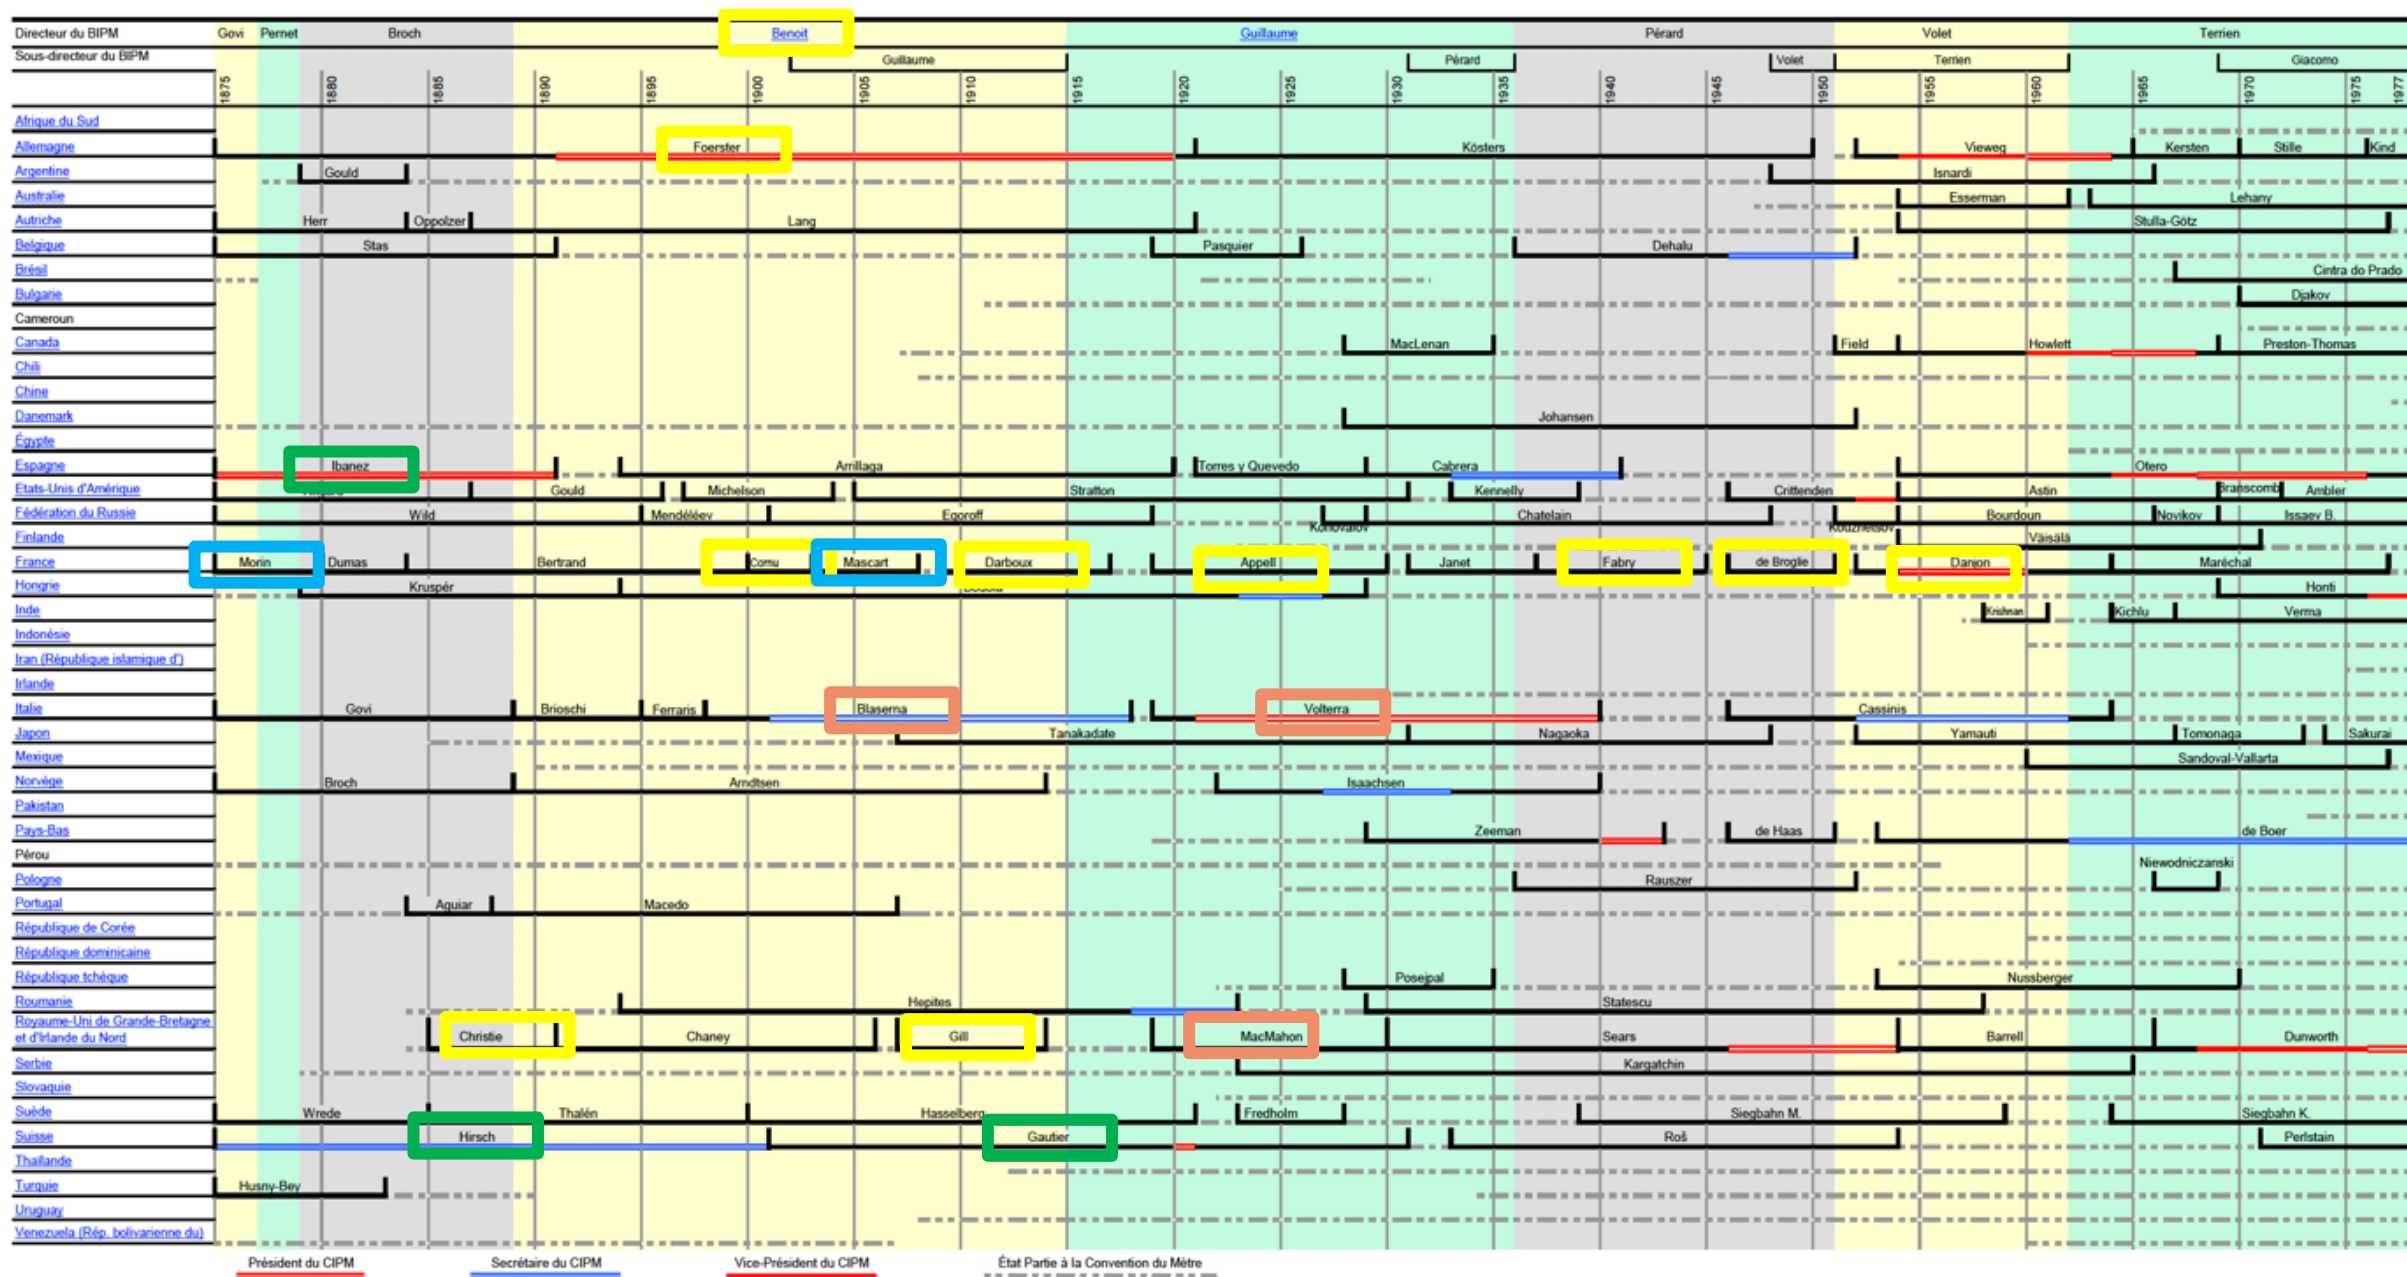 Directeur du BIPM Govi Pernet Broch Benoit Guillaume Pérard Volet Terrien
Sous-directeur du BIPM Guillaume Pérard Volet Terrien Giacomo
1875 1880 1885 1890 1895 1900 1905 1910 1915 1920 1925 1930 1935 1940 1945 1950 1955 1960 1965 1970 1975 1977
Afrique du Sud
Allemagne Foerster Kösters Vieweg Kersten Stille Kind
Argentine Gould Isnardi
Australie Esserman Lehany
Autriche Herr Oppolzer Lang Stulla-Götz
Belgique Stas Pasquier Dehalu
Brésil Cintra do Prado
Bulgarie Djakov
Cameroun
Canada MacLenan Field Howlett Preston-Thomas
Chili
Chine
Danemark Johansen
Égypte
Espagne Ibanez Arrillaga Torres y Quevedo Cabrera Otero
Etats-Unis d'Amérique Gould Michelson Stratton Kennelly Crittenden Astin Branscomb Ambler
Fédération du Russie Wild Mendéléev Egoroff Konovalov Chatelain Kouznetsov Bourdoun Novikov Issaev B.
Finlande Väisälä
France Morin Dumas Bertrand Cornu Mascart Darboux Appell Janet Fabry de Broglie Danjon Maréchal
Hongrie Kruspér Honti
Inde Krishnan Kichlu Verma
Indonésie
Iran (République islamique d')
Irlande
Italie Govi Brioschi Ferraris Blaserna Volterra Cassinis
Japon Tanakadate Nagaoka Yamauti Tomonaga Sakurai
Mexique Sandoval-Vallarta
Norvège Broch Arndtsen Isaachsen
Pakistan
Pays-Bas Zeeman de Haas de Boer
Pérou
Pologne Rauszer Niewodniczanski
Portugal Aguiar Macedo
République de Corée
République dominicaine
République tchèque Posejpal Nussberger
Roumanie Hepites Statescu
Royaume-Uni de Grande-Bretagne
et d'Irlande du Nord Christie Chaney Gill MacMahon Sears Barrell Dunworth
Serbie Kargatchin
Slovaquie
Suède Wrede Thalén Hasselberg Fredholm Siegbahn M. Siegbahn K.
Suisse Hirsch Gautier Roš Perlstain
Thaïlande
Turquie Husny-Bey
Uruguay
Venezuela (Rép. bolivarienne du)
Président du CIPM Secrétaire du CIPM Vice-Président du CIPM État Partie à la Convention du Mètre